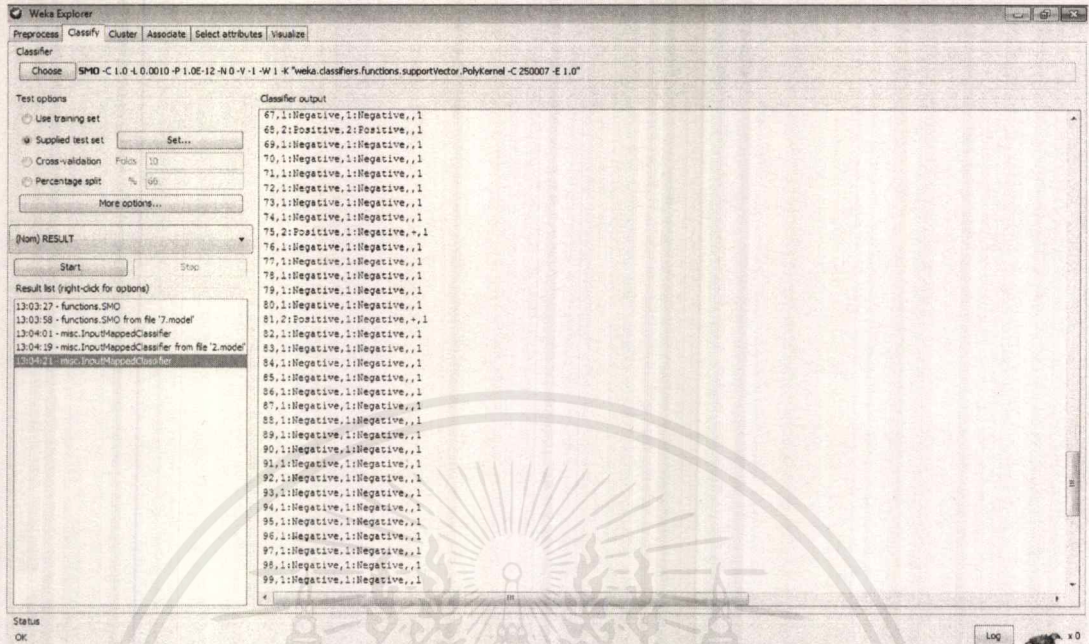 Weka Explorer
Preprocess Classify Cluster Associate Select attributes Visualize
Classifier
Choose SMO -C 1.0 -L 0.0010 -P 1.0E-12 -N 0 -V -1 -W 1 -K "weka.classifiers.functions.supportVector.PolyKernel -C 250007 -E 1.0"
Test options
Use training set
Supplied test set Set...
Cross-validation Folds 10
Percentage split % 66
More options...
(Nom) RESULT
Start Stop
Result list (right-click for options)
13:03:27 - functions.SMO
13:03:58 - functions.SMO from file '7.model'
13:04:01 - misc.InputMappedClassifier
13:04:19 - misc.InputMappedClassifier from file '2.model'
13:04:21 - misc.InputMappedClassifier
Classifier output
67,1:Negative,1:Negative,,1
68,2:Positive,2:Positive,,1
69,1:Negative,1:Negative,,1
70,1:Negative,1:Negative,,1
71,1:Negative,1:Negative,,1
72,1:Negative,1:Negative,,1
73,1:Negative,1:Negative,,1
74,1:Negative,1:Negative,,1
75,2:Positive,1:Negative,+,1
76,1:Negative,1:Negative,,1
77,1:Negative,1:Negative,,1
78,1:Negative,1:Negative,,1
79,1:Negative,1:Negative,,1
80,1:Negative,1:Negative,,1
81,2:Positive,1:Negative,+,1
82,1:Negative,1:Negative,,1
83,1:Negative,1:Negative,,1
84,1:Negative,1:Negative,,1
85,1:Negative,1:Negative,,1
86,1:Negative,1:Negative,,1
87,1:Negative,1:Negative,,1
88,1:Negative,1:Negative,,1
89,1:Negative,1:Negative,,1
90,1:Negative,1:Negative,,1
91,1:Negative,1:Negative,,1
92,1:Negative,1:Negative,,1
93,1:Negative,1:Negative,,1
94,1:Negative,1:Negative,,1
95,1:Negative,1:Negative,,1
96,1:Negative,1:Negative,,1
97,1:Negative,1:Negative,,1
98,1:Negative,1:Negative,,1
99,1:Negative,1:Negative,,1
Status
OK
Log x 0